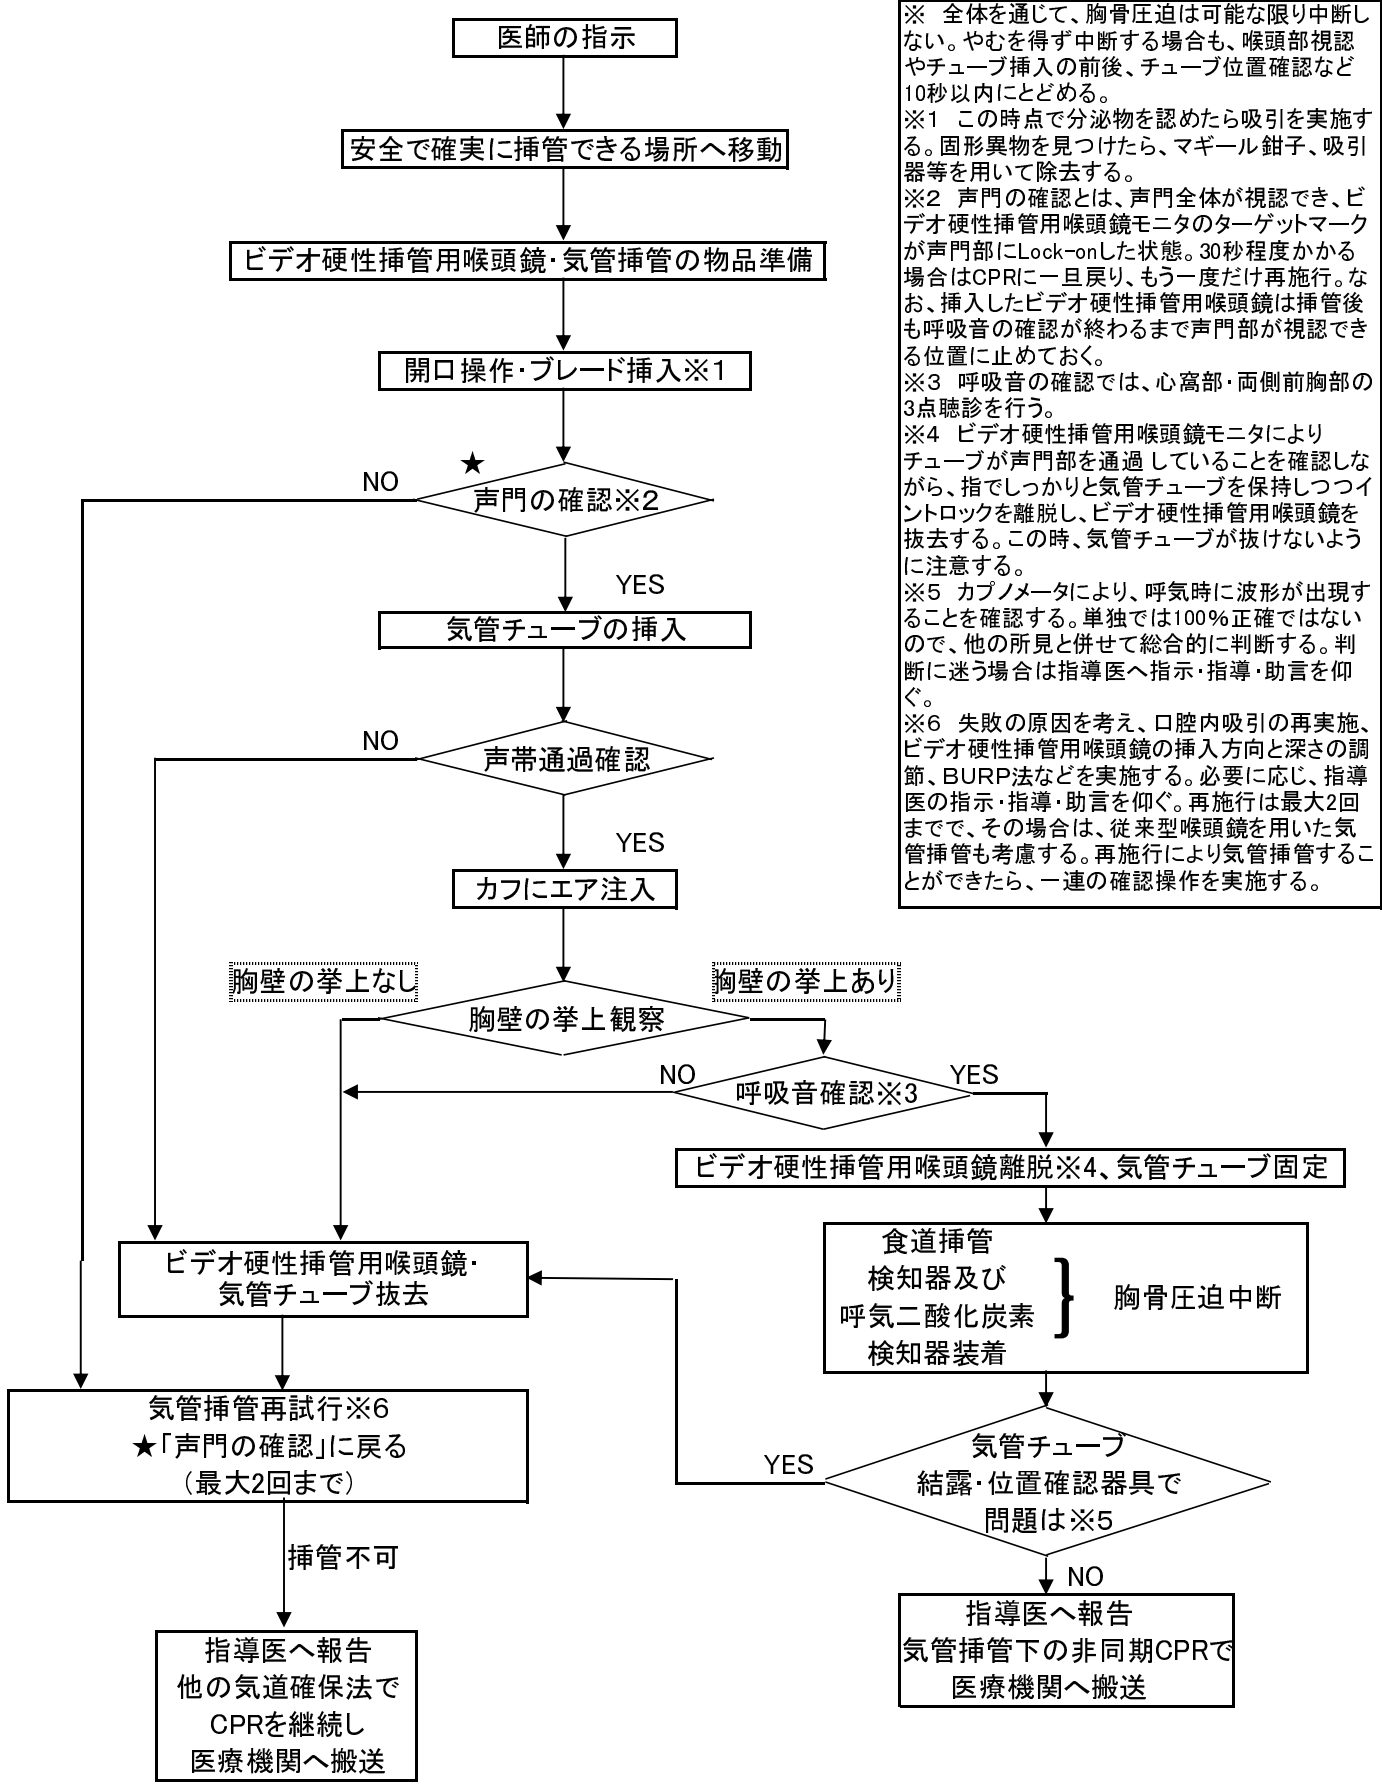 医師の指示
安全で確実に挿管できる場所へ移動
ビデオ硬性挿管用喉頭鏡・気管挿管の物品準備
開口操作・ブレード挿入※1
★
NO
声門の確認※2
YES
気管チューブの挿入
NO
声帯通過確認
YES
カフにエア注入
胸壁の挙上なし
胸壁の挙上あり
胸壁の挙上観察
NO
YES
呼吸音確認※3
ビデオ硬性挿管用喉頭鏡離脱※4、気管チューブ固定
ビデオ硬性挿管用喉頭鏡・
気管チューブ抜去
食道挿管
検知器及び
呼気二酸化炭素
検知器装着
}
胸骨圧迫中断
気管挿管再試行※6
★「声門の確認」に戻る
（最大2回まで）
YES
気管チューブ
結露・位置確認器具で
問題は※5
挿管不可
NO
指導医へ報告
気管挿管下の非同期CPRで
医療機関へ搬送
指導医へ報告
他の気道確保法で
CPRを継続し
医療機関へ搬送
※　全体を通じて、胸骨圧迫は可能な限り中断し
ない。やむを得ず中断する場合も、喉頭部視認
やチューブ挿入の前後、チューブ位置確認など
10秒以内にとどめる。
※1　この時点で分泌物を認めたら吸引を実施す
る。固形異物を見つけたら、マギール鉗子、吸引
器等を用いて除去する。
※2　声門の確認とは、声門全体が視認でき、ビ
デオ硬性挿管用喉頭鏡モニタのターゲットマーク
が声門部にLock-onした状態。30秒程度かかる
場合はCPRに一旦戻り、もう一度だけ再施行。な
お、挿入したビデオ硬性挿管用喉頭鏡は挿管後
も呼吸音の確認が終わるまで声門部が視認でき
る位置に止めておく。
※3　呼吸音の確認では、心窩部・両側前胸部の
3点聴診を行う。
※4　ビデオ硬性挿管用喉頭鏡モニタにより
チューブが声門部を通過 していることを確認しな
がら、指でしっかりと気管チューブを保持しつつイ
ントロックを離脱し、ビデオ硬性挿管用喉頭鏡を
抜去する。この時、気管チューブが抜けないよう
に注意する。
※5　カプノメータにより、呼気時に波形が出現す
ることを確認する。単独では100％正確ではない
ので、他の所見と併せて総合的に判断する。判
断に迷う場合は指導医へ指示・指導・助言を仰
ぐ。
※6　失敗の原因を考え、口腔内吸引の再実施、
ビデオ硬性挿管用喉頭鏡の挿入方向と深さの調
節、BURP法などを実施する。必要に応じ、指導
医の指示・指導・助言を仰ぐ。再施行は最大2回
までで、その場合は、従来型喉頭鏡を用いた気
管挿管も考慮する。再施行により気管挿管するこ
とができたら、一連の確認操作を実施する。